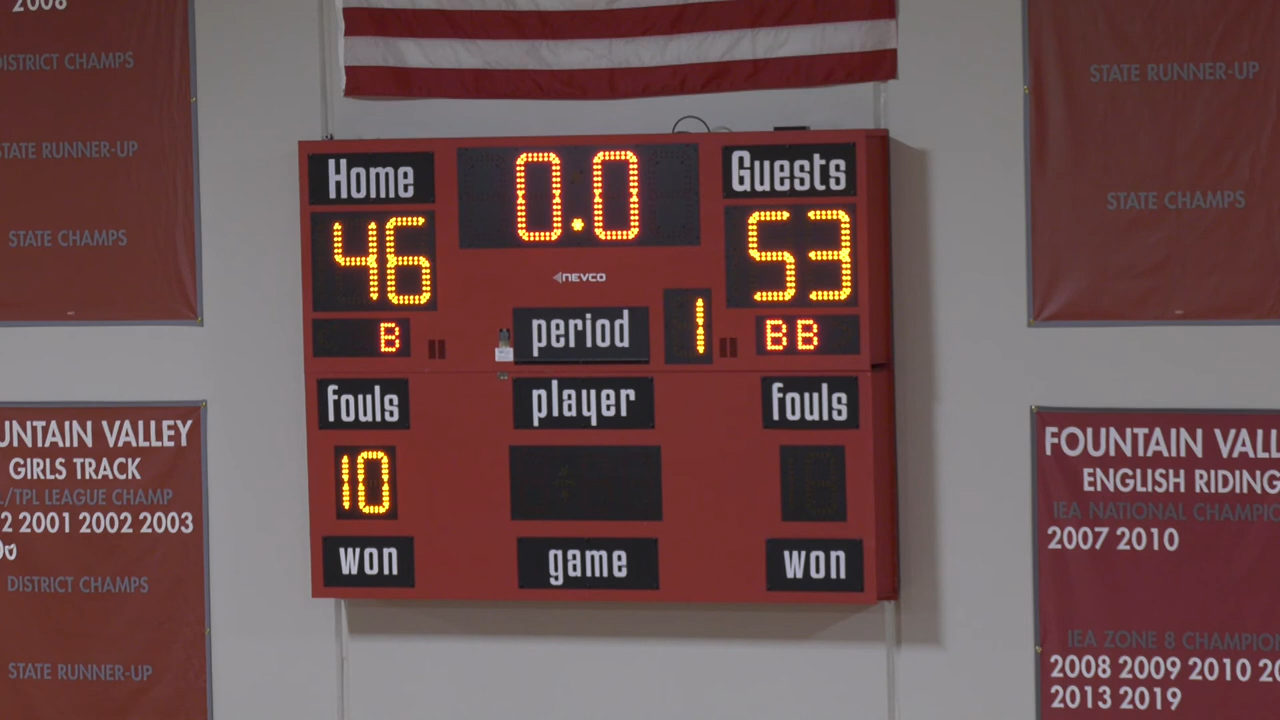 2008
DISTRICT CHAMPS
STATE RUNNER-UP
STATE CHAMPS
STATE RUNNER-UP
STATE CHAMPS
Home
0.0
Guests
46
53
NEVCO
B
period
1
BB
fouls
player
fouls
10
won
game
won
UNTAIN VALLEY
GIRLS TRACK
/TPL LEAGUE CHAMP
2 2001 2002 2003
DISTRICT CHAMPS
STATE RUNNER-UP
FOUNTAIN VALL
ENGLISH RIDING
IEA NATIONAL CHAMPIO
2007 2010
IEA ZONE 8 CHAMPION
2008 2009 2010 20
2013 2019